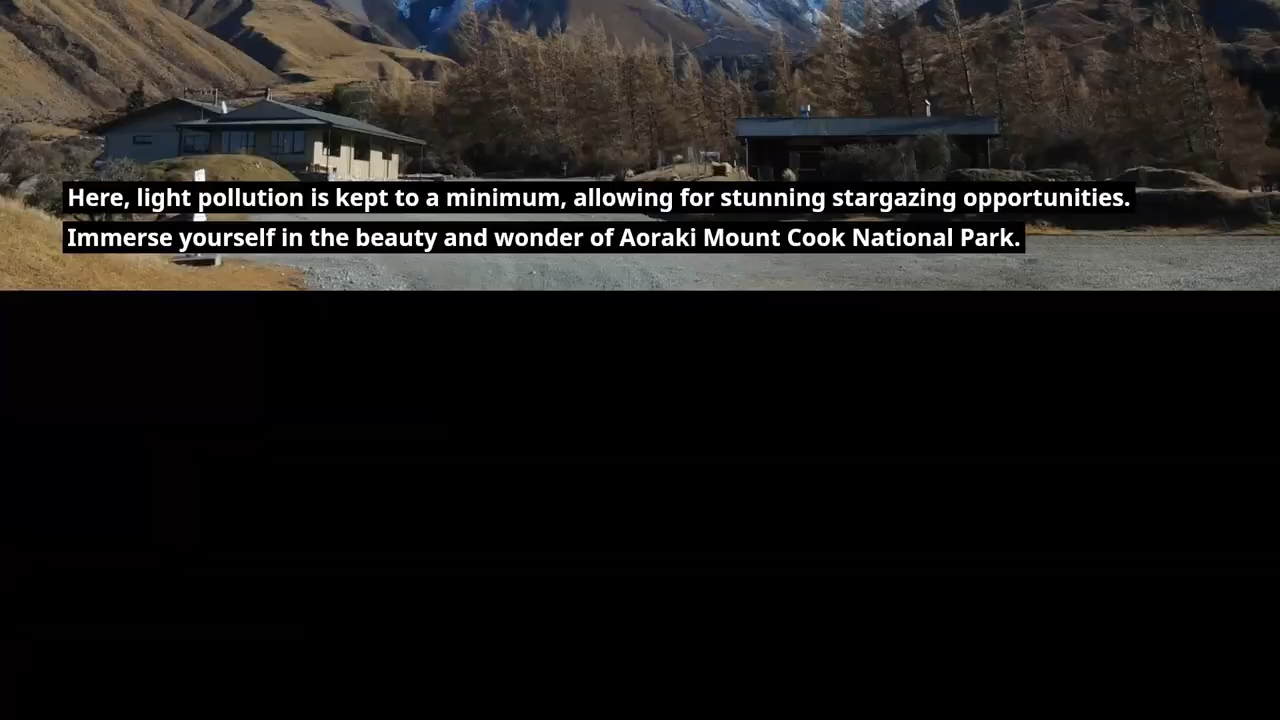 Here, light pollution is kept to a minimum, allowing for stunning stargazing opportunities.
Immerse yourself in the beauty and wonder of Aoraki Mount Cook National Park.